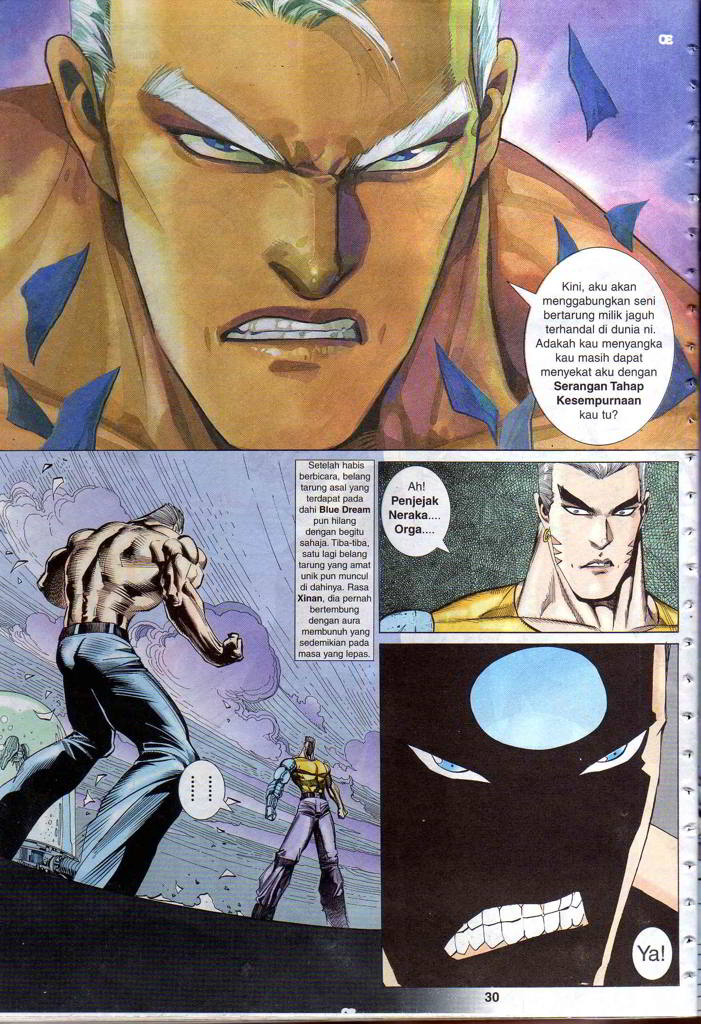 Kini, aku akan
menggabungkan seni
bertarung milik jaguh
terhandal di dunia ni.
Adakah kau menyangka
kau masih dapat
menyekat aku dengan
Serangan Tahap
Kesempurnaan
kau tu?
Setelah habis
berbicara, belang
tarung asal yang
terdapat pada
dahi Blue Dream
pun hilang
dengan begitu
sahaja. Tiba-tiba,
satu lagi belang
tarung yang amat
unik pun muncul
di dahinya. Rasa
Xinan, dia pernah
bertembung
dengan aura
membunuh yang
sedemikian pada
masa yang lepas.
Ah!
Penjejak
Neraka....
Orga....
......
Ya!
30